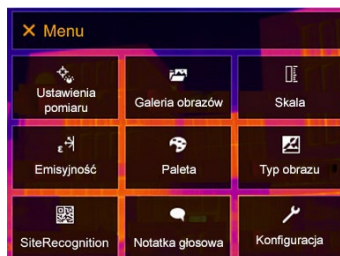 Menu
Ustawienia
pomiaru
Galeria obrazów
Skala
ε
Emisyjność
Paleta
Typ obrazu
SiteRecognition
Notatka głosowa
Konfiguracja